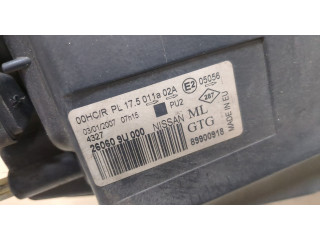 00HC/R PL 17.5 011a 02A E2 05056
03/01/2007 07h15 PU2 287
4327
26060 9U 000 NISSAN ML
GTG
89900918
MADE IN EU